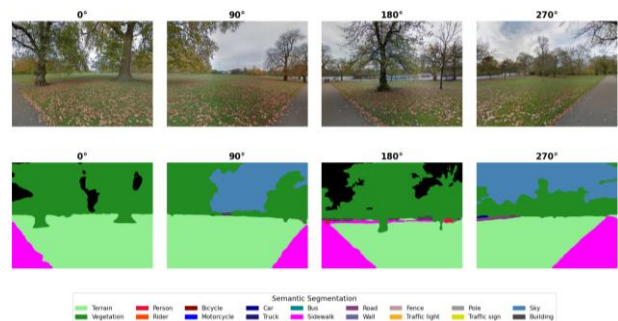 0° 90° 180° 270°
0° 90° 180° 270°
Semantic Segmentation
Terrain Person Bicycle Car Bus Road Fence Pole Sky
Vegetation Rider Motorcycle Truck Sidewalk Wall Traffic light Traffic sign Building